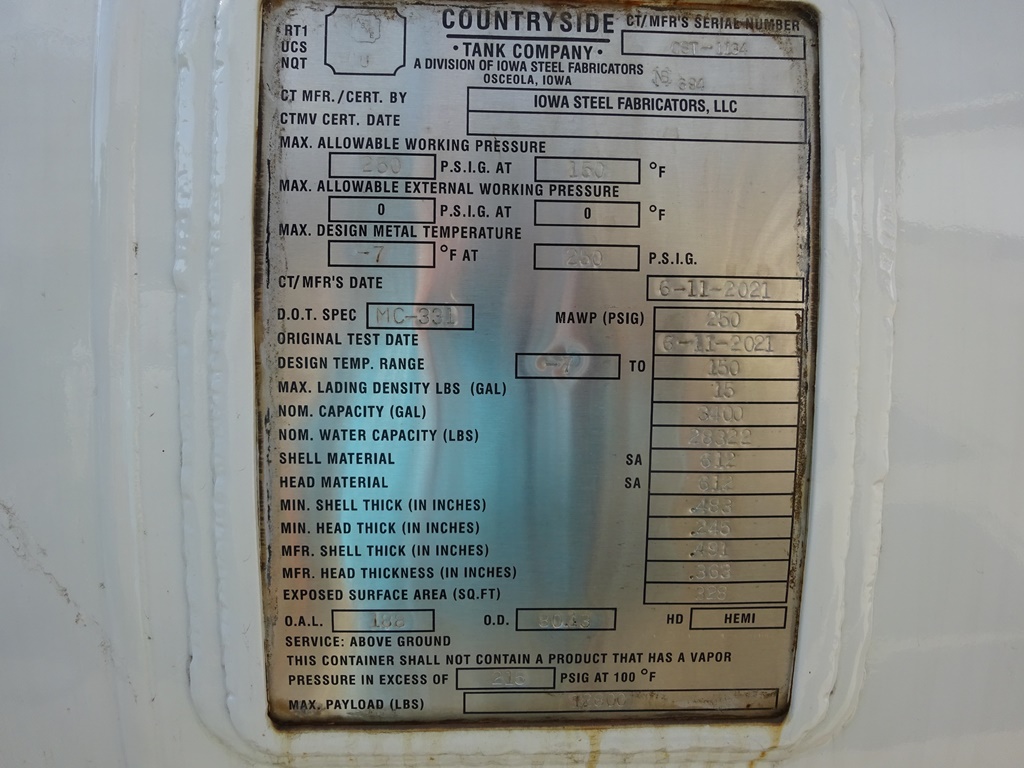 RT1
UCS
NQT
U
COUNTRYSIDE
• TANK COMPANY •
A DIVISION OF IOWA STEEL FABRICATORS
OSCEOLA, IOWA
CT/MFR'S SERIAL NUMBER
CT MFR./CERT. BY IOWA STEEL FABRICATORS, LLC
CTMV CERT. DATE
MAX. ALLOWABLE WORKING PRESSURE
250 P.S.I.G. AT 150 °F
MAX. ALLOWABLE EXTERNAL WORKING PRESSURE
0 P.S.I.G. AT 0 °F
MAX. DESIGN METAL TEMPERATURE
-7 °F AT 250 P.S.I.G.
CT/MFR'S DATE 6-11-2021
D.O.T. SPEC MC-331 MAWP (PSIG) 250
ORIGINAL TEST DATE 6-11-2021
DESIGN TEMP. RANGE -7 TO 150
MAX. LADING DENSITY LBS (GAL) 15
NOM. CAPACITY (GAL) 3400
NOM. WATER CAPACITY (LBS) 28322
SHELL MATERIAL SA 612
HEAD MATERIAL SA 612
MIN. SHELL THICK (IN INCHES)
MIN. HEAD THICK (IN INCHES)
MFR. SHELL THICK (IN INCHES)
MFR. HEAD THICKNESS (IN INCHES)
EXPOSED SURFACE AREA (SQ.FT)
O.A.L. O.D. HD HEMI
SERVICE: ABOVE GROUND
THIS CONTAINER SHALL NOT CONTAIN A PRODUCT THAT HAS A VAPOR
PRESSURE IN EXCESS OF PSIG AT 100 °F
MAX. PAYLOAD (LBS)